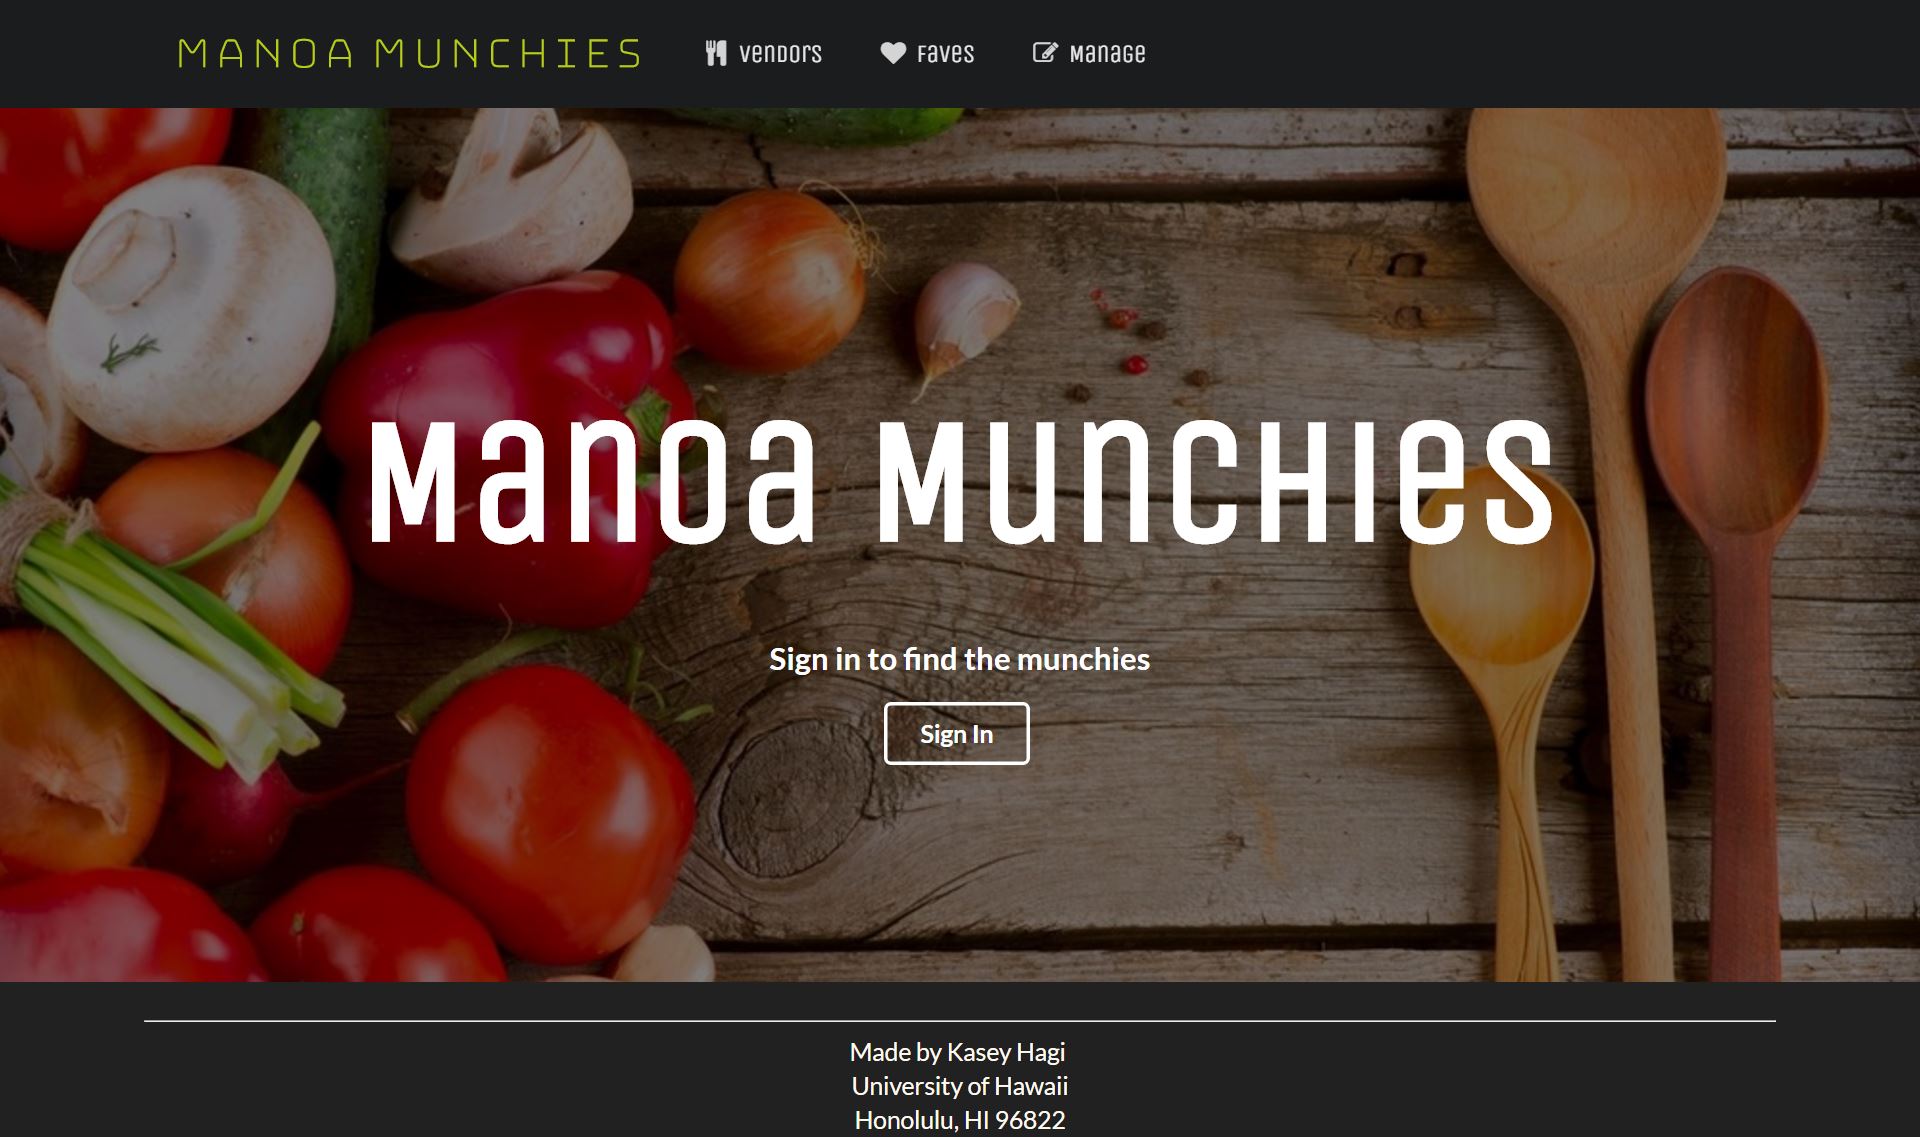 MANOA MUNCHIES
Vendors Faves Manage
Manoa Munchies
Sign in to find the munchies
Sign In
Made by Kasey Hagi
University of Hawaii
Honolulu, HI 96822